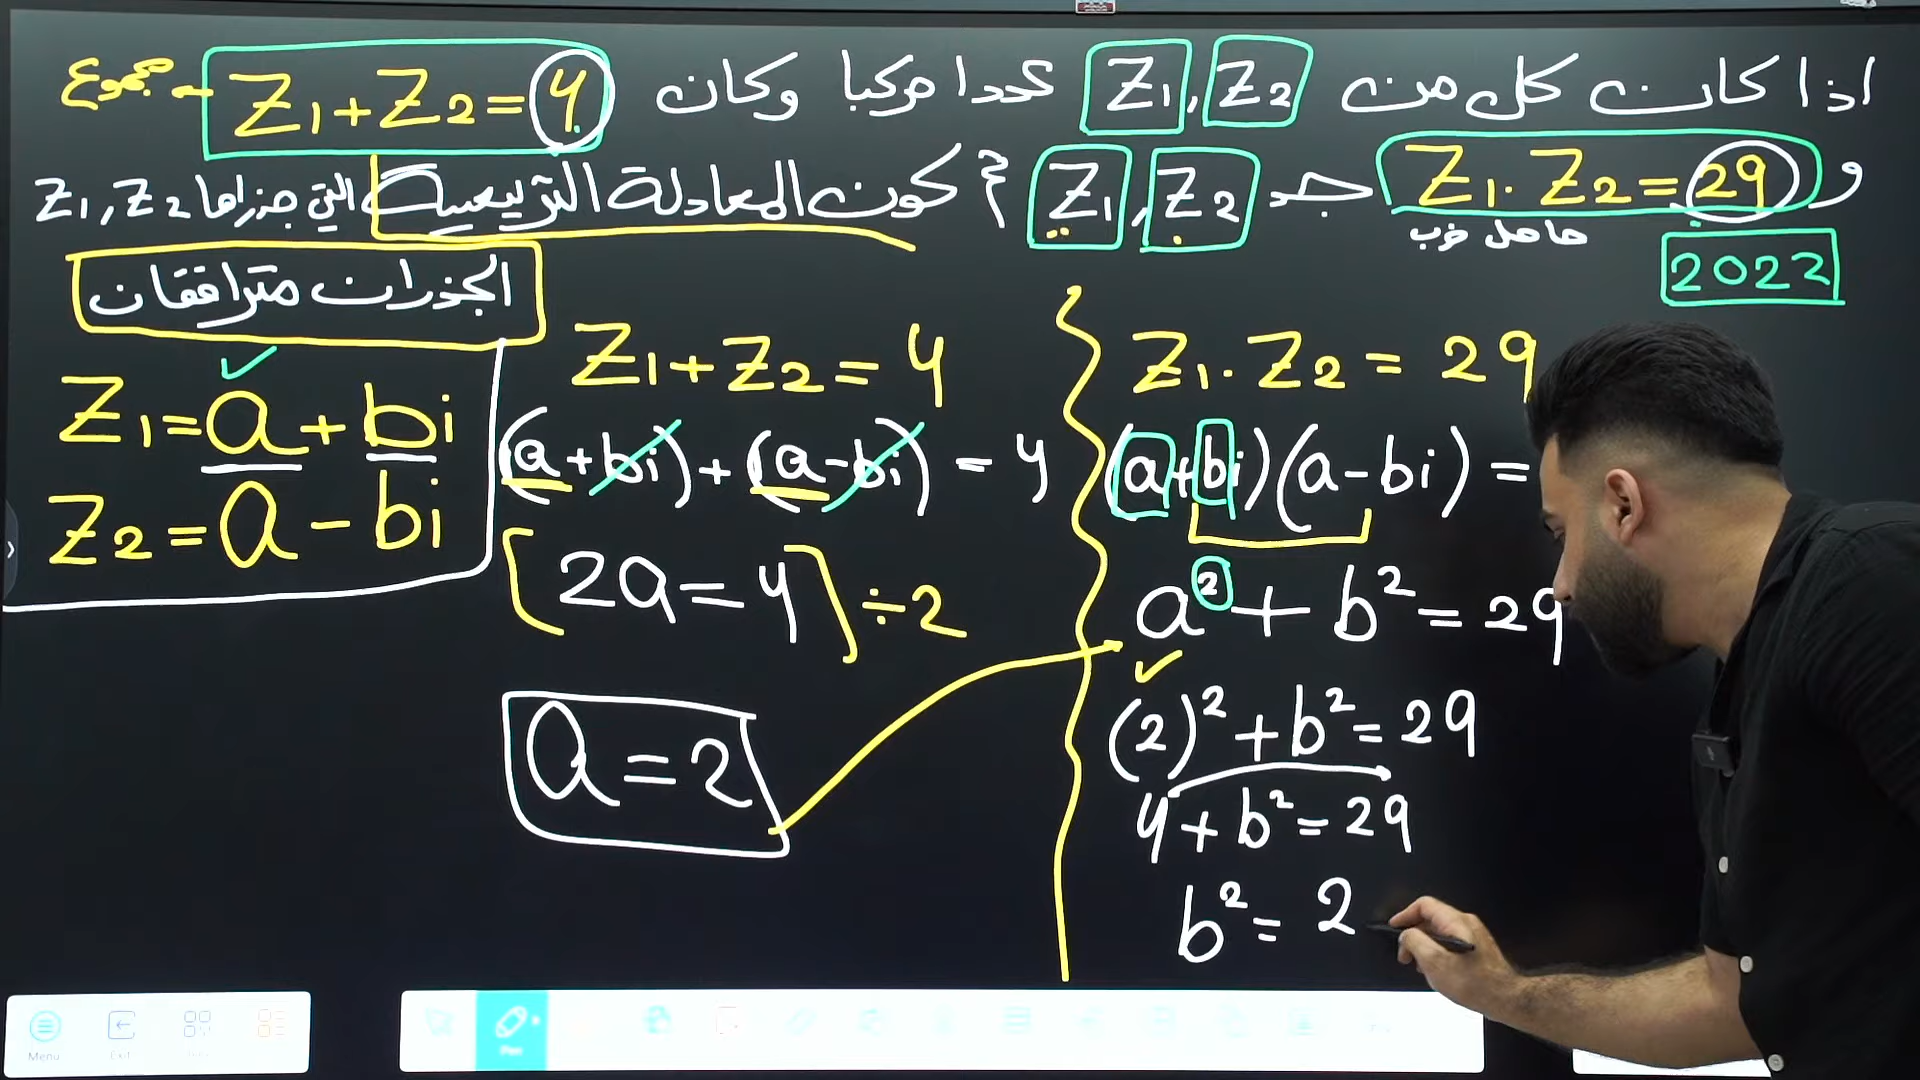 اذا كانت كل من Z1 , Z2 عددا مركبا وكان Z1 + Z2 = 4 ← مجموع
و Z1 . Z2 = 29 جد Z1 , Z2 ؟ كون المعادلة التربيعية التي جذراها Z1 , Z2
حاصل ضرب
2022
الجذران مترافقان
Z1 = a + bi
Z2 = a - bi
Z1 + Z2 = 4
(a + bi) + (a - bi) = 4
[2a = 4] ÷ 2
a = 2
Z1 . Z2 = 29
(a + bi)(a - bi) =
a² + b² = 29
(2)² + b² = 29
4 + b² = 29
b² = 2
Menu
Exit
Pen